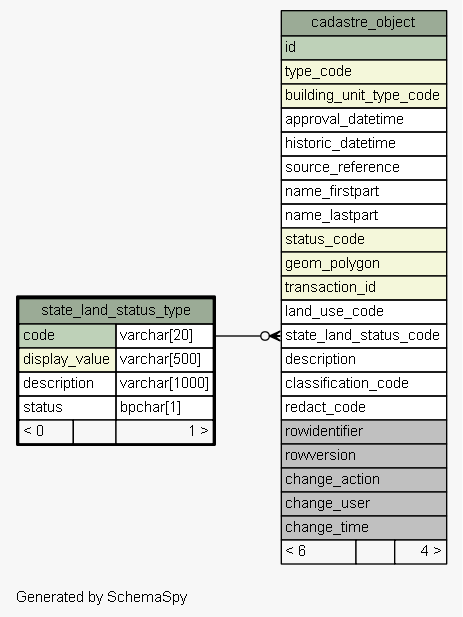 cadastre_object
id
type_code
building_unit_type_code
approval_datetime
historic_datetime
source_reference
name_firstpart
name_lastpart
status_code
geom_polygon
transaction_id
land_use_code
state_land_status_code
description
classification_code
redact_code
rowidentifier
rowversion
change_action
change_user
change_time
< 6 4 >
state_land_status_type
code varchar[20]
display_value varchar[500]
description varchar[1000]
status bpchar[1]
< 0 1 >
Generated by SchemaSpy